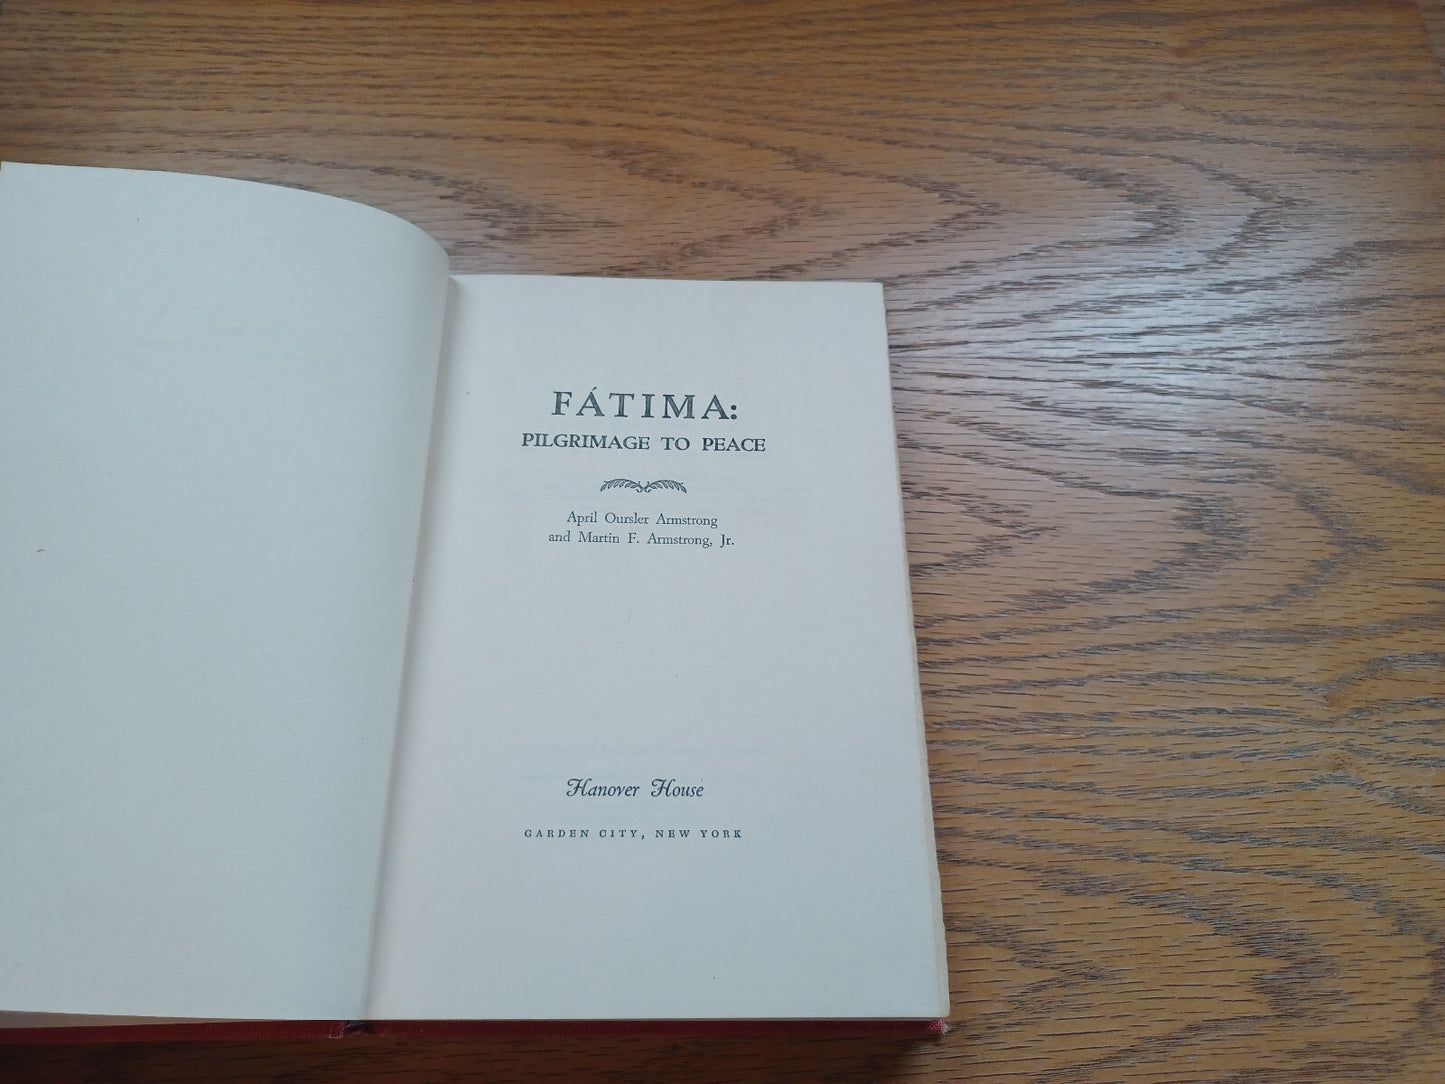 FÁTIMA:
PILGRIMAGE TO PEACE
April Oursler Armstrong
and Martin F. Armstrong, Jr.
Hanover House
GARDEN CITY, NEW YORK